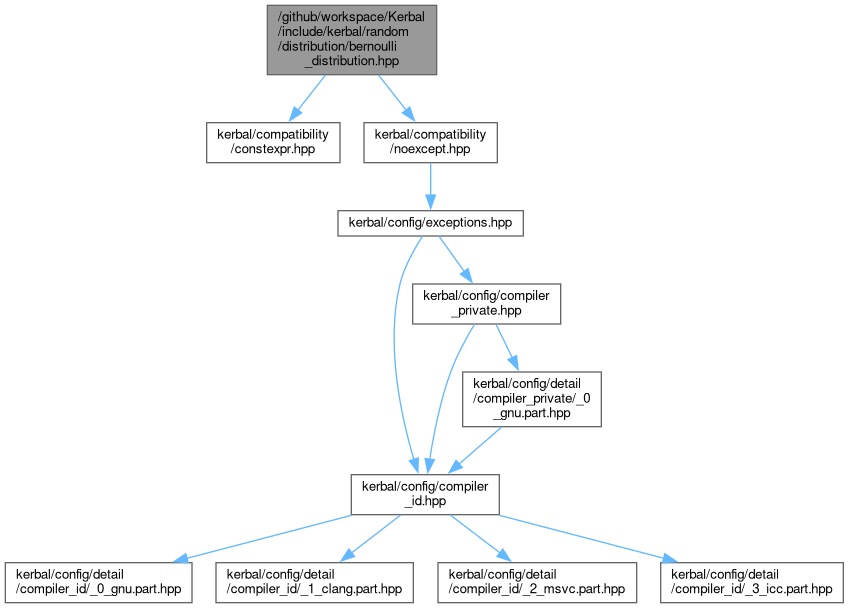 /github/workspace/Kerbal
/include/kerbal/random
/distribution/bernoulli
_distribution.hpp
kerbal/compatibility
/constexpr.hpp
kerbal/compatibility
/noexcept.hpp
kerbal/config/exceptions.hpp
kerbal/config/compiler
_private.hpp
kerbal/config/detail
/compiler_private/_0
_gnu.part.hpp
kerbal/config/compiler
_id.hpp
kerbal/config/detail
/compiler_id/_0_gnu.part.hpp
kerbal/config/detail
/compiler_id/_1_clang.part.hpp
kerbal/config/detail
/compiler_id/_2_msvc.part.hpp
kerbal/config/detail
/compiler_id/_3_icc.part.hpp